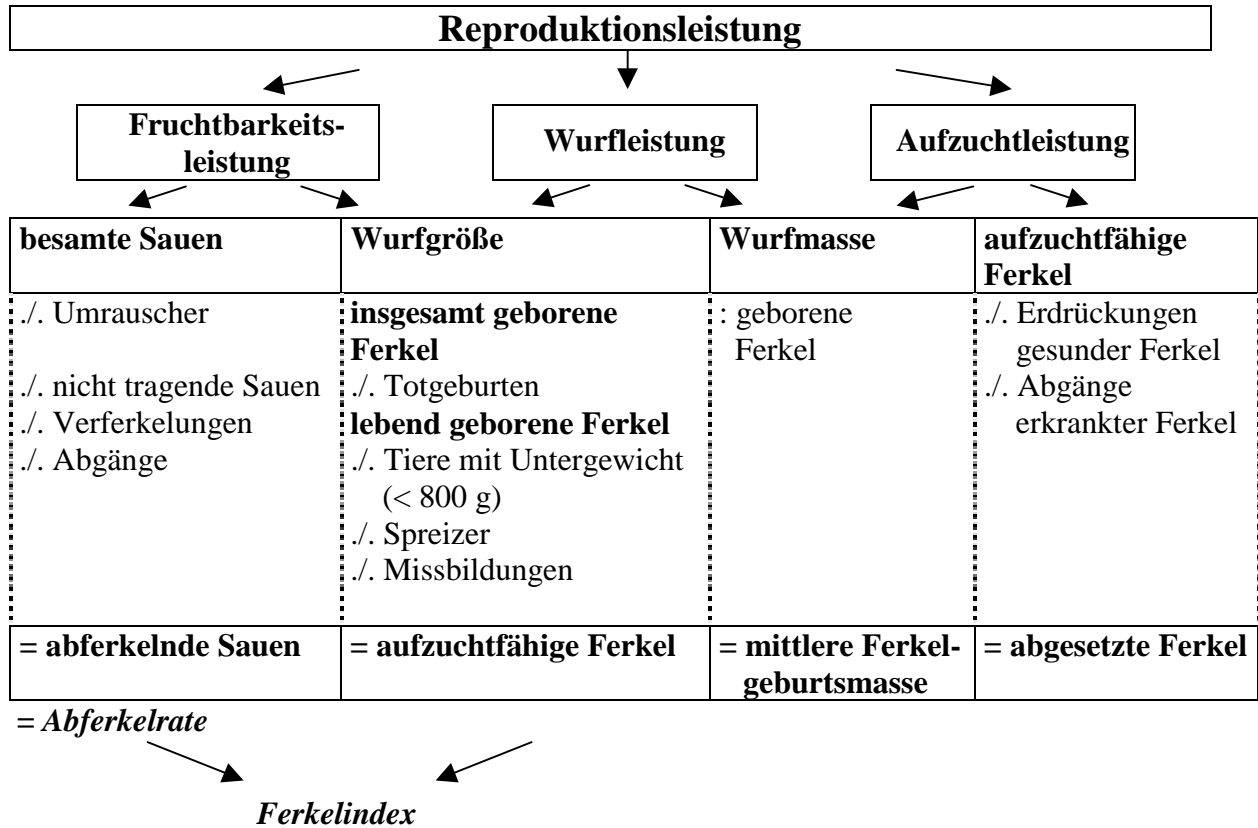 Reproduktionsleistung
Fruchtbarkeits-
leistung
Wurfleistung
Aufzuchtleistung
besamte Sauen
./. Umrauscher
./. nicht tragende Sauen
./. Verferkelungen
./. Abgänge
= abferkelnde Sauen
= Abferkelrate
Wurfgröße
insgesamt geborene
Ferkel
./. Totgeburten
lebend geborene Ferkel
./. Tiere mit Untergewicht
(< 800 g)
./. Spreizer
./. Missbildungen
= aufzuchtfähige Ferkel
Wurfmasse
: geborene
Ferkel
= mittlere Ferkel-
geburtsmasse
aufzuchtfähige
Ferkel
./. Erdrückungen
gesunder Ferkel
./. Abgänge
erkrankter Ferkel
= abgesetzte Ferkel
Ferkelindex